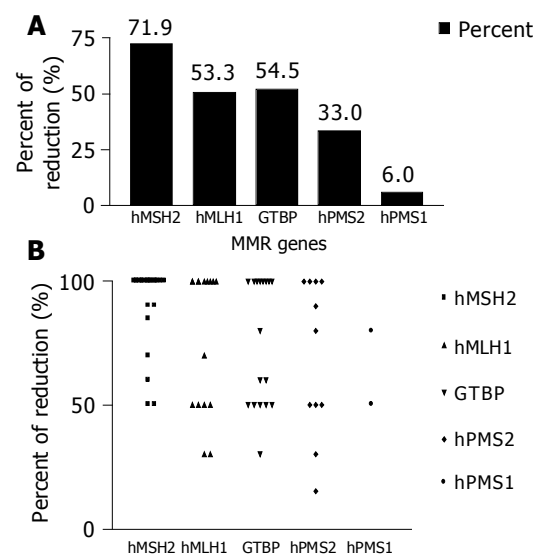 A
Percent
Percent of
reduction (%)
75
50
25
0
71.9
53.3
54.5
33.0
6.0
hMSH2 hMLH1 GTBP hPMS2 hPMS1
MMR genes
B
Percent of reduction (%)
100
50
0
hMSH2
hMLH1
GTBP
hPMS2
hPMS1
hMSH2 hMLH1 GTBP hPMS2 hPMS1